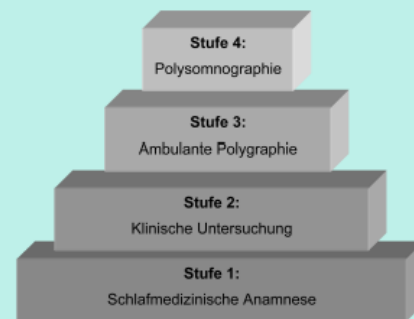 Stufe 4:
Polysomnographie
Stufe 3:
Ambulante Polygraphie
Stufe 2:
Klinische Untersuchung
Stufe 1:
Schlafmedizinische Anamnese